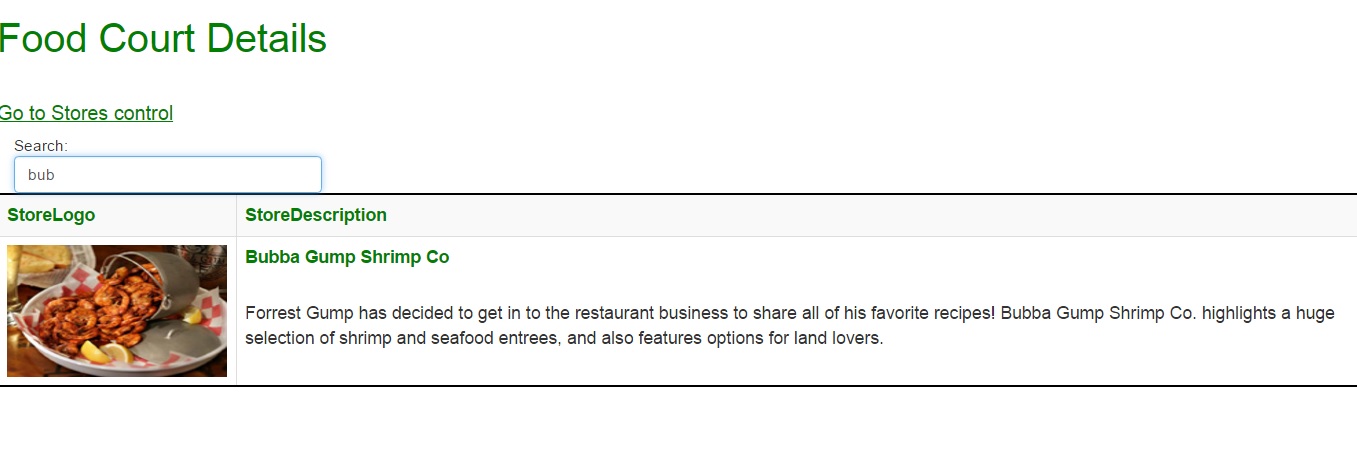 Food Court Details
Go to Stores control
Search:
bub
StoreLogo StoreDescription
Bubba Gump Shrimp Co
Forrest Gump has decided to get in to the restaurant business to share all of his favorite recipes! Bubba Gump Shrimp Co. highlights a huge
selection of shrimp and seafood entrees, and also features options for land lovers.